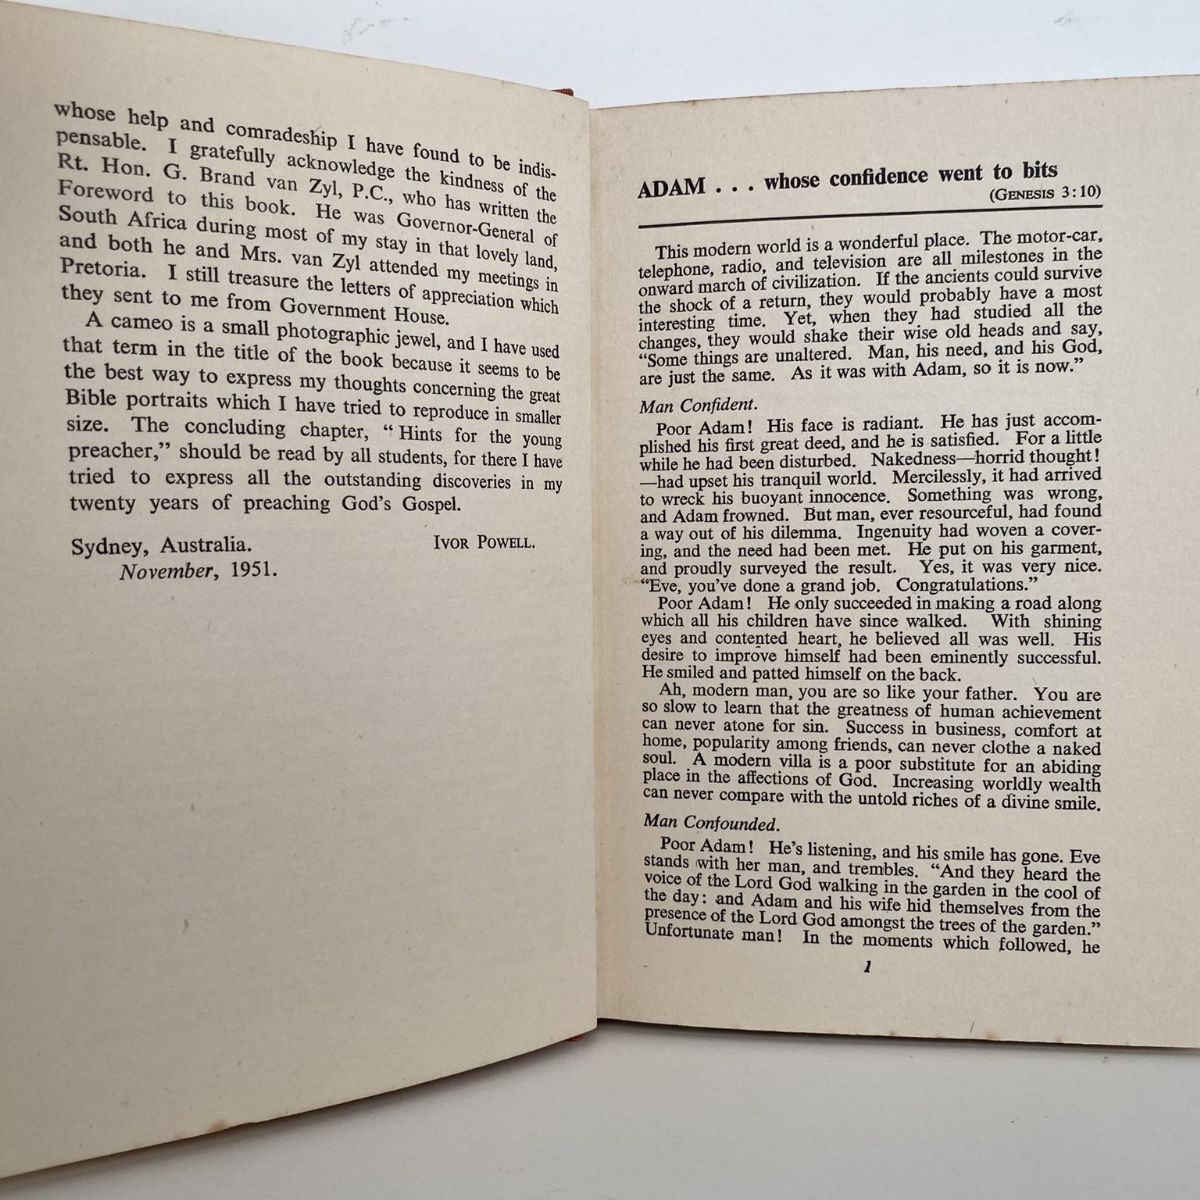 whose help and comradeship I have found to be indis-
pensable. I gratefully acknowledge the kindness of the
Rt. Hon. G. Brand van Zyl, P.C., who has written the
Foreword to this book. He was Governor-General of
South Africa during most of my stay in that lovely land,
and both he and Mrs. van Zyl attended my meetings in
Pretoria. I still treasure the letters of appreciation which
they sent to me from Government House.
A cameo is a small photographic jewel, and I have used
that term in the title of the book because it seems to be
the best way to express my thoughts concerning the great
Bible portraits which I have tried to reproduce in smaller
size. The concluding chapter, “Hints for the young
preacher,” should be read by all students, for there I have
tried to express all the outstanding discoveries in my
twenty years of preaching God's Gospel.
Sydney, Australia. IVOR POWELL.
November, 1951.
ADAM . . . whose confidence went to bits
(GENESIS 3:10)
This modern world is a wonderful place. The motor-car,
telephone, radio, and television are all milestones in the
onward march of civilization. If the ancients could survive
the shock of a return, they would probably have a most
interesting time. Yet, when they had studied all the
changes, they would shake their wise old heads and say,
“Some things are unaltered. Man, his need, and his God,
are just the same. As it was with Adam, so it is now.”
Man Confident.
Poor Adam! His face is radiant. He has just accom-
plished his first great deed, and he is satisfied. For a little
while he had been disturbed. Nakedness—horrid thought!
—had upset his tranquil world. Mercilessly, it had arrived
to wreck his buoyant innocence. Something was wrong,
and Adam frowned. But man, ever resourceful, had found
a way out of his dilemma. Ingenuity had woven a cover-
ing, and the need had been met. He put on his garment,
and proudly surveyed the result. Yes, it was very nice.
“Eve, you've done a grand job. Congratulations.”
Poor Adam! He only succeeded in making a road along
which all his children have since walked. With shining
eyes and contented heart, he believed all was well. His
desire to improve himself had been eminently successful.
He smiled and patted himself on the back.
Ah, modern man, you are so like your father. You are
so slow to learn that the greatness of human achievement
can never atone for sin. Success in business, comfort at
home, popularity among friends, can never clothe a naked
soul. A modern villa is a poor substitute for an abiding
place in the affections of God. Increasing worldly wealth
can never compare with the untold riches of a divine smile.
Man Confounded.
Poor Adam! He's listening, and his smile has gone. Eve
stands with her man, and trembles. “And they heard the
voice of the Lord God walking in the garden in the cool of
the day: and Adam and his wife hid themselves from the
presence of the Lord God amongst the trees of the garden.”
Unfortunate man! In the moments which followed, he
1